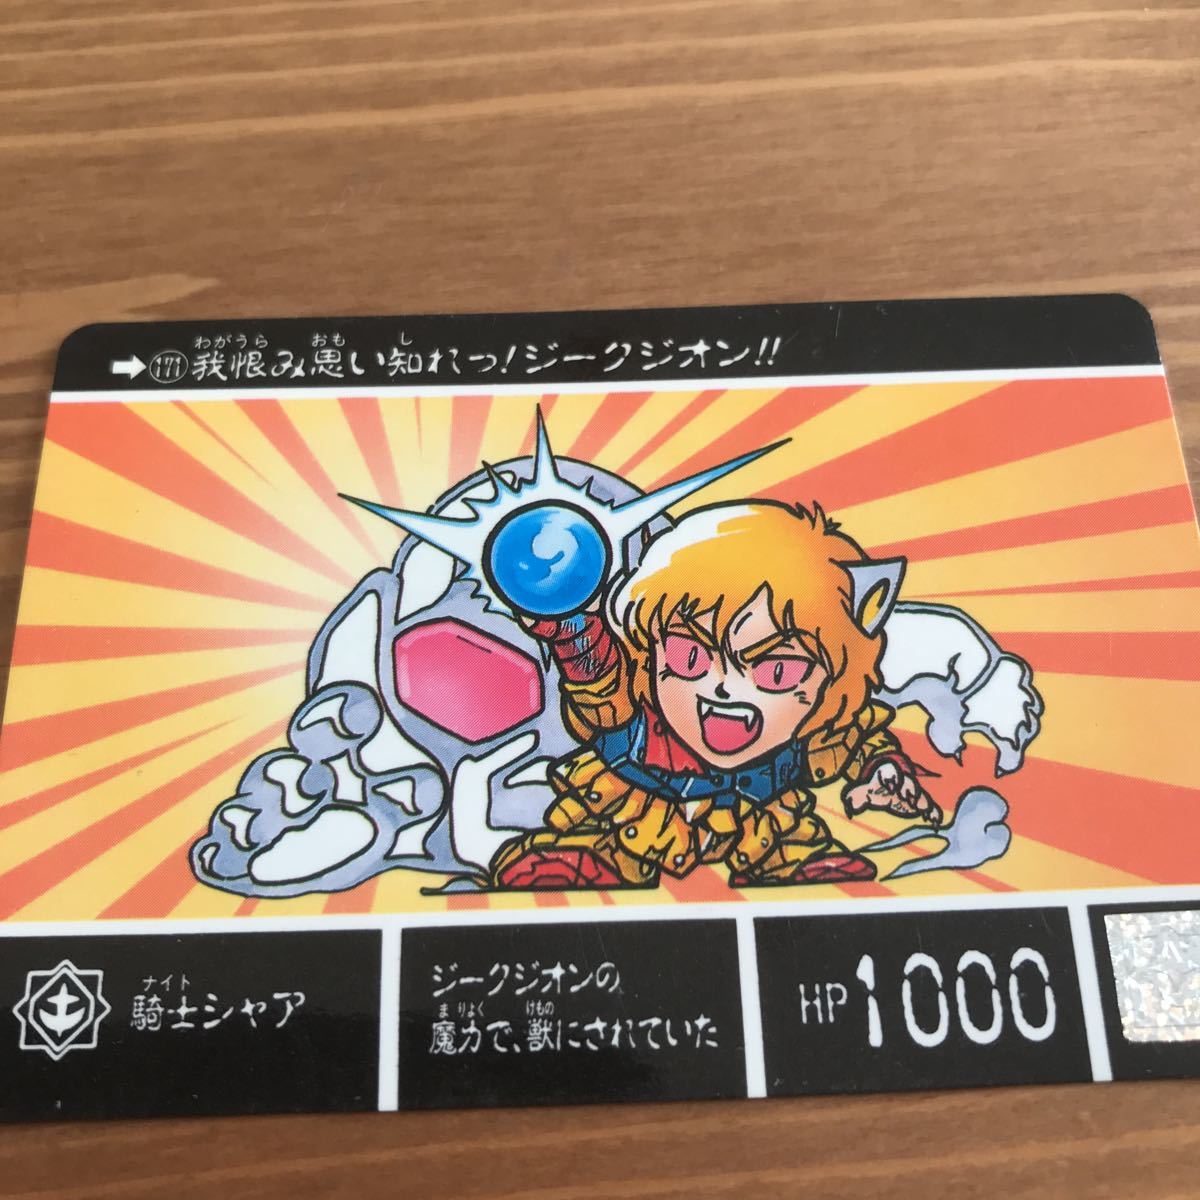 ➡171 我恨み思い知れっ!ジークジオン!!
わがうら おも し
ナイト
騎士シャア
ジークジオンの
まりょく けもの
魔力で、獣にされていた
HP1000